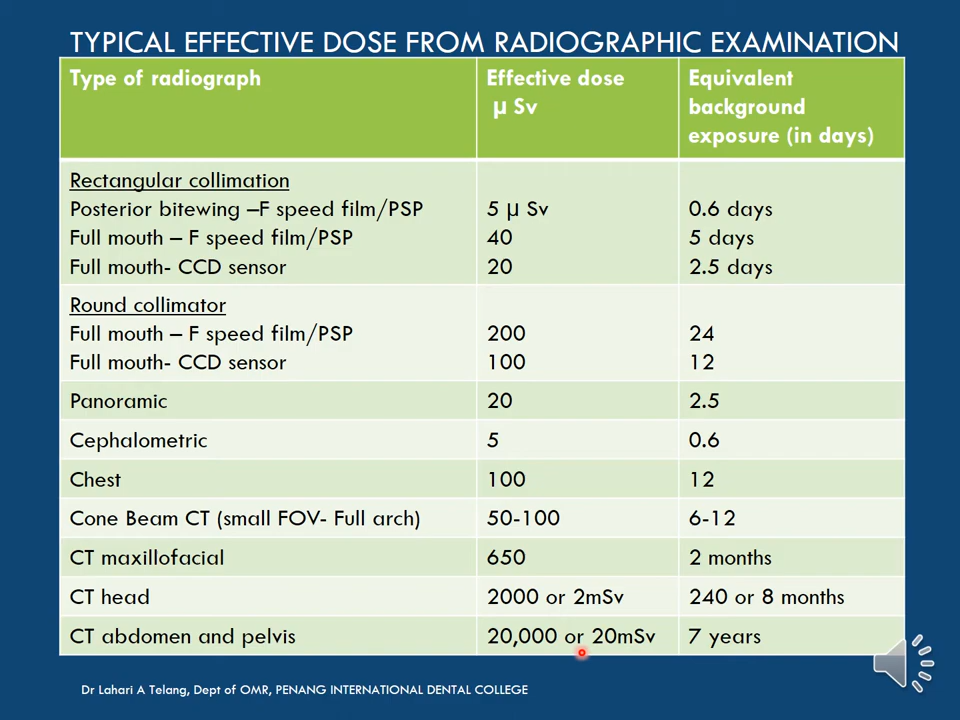 TYPICAL EFFECTIVE DOSE FROM RADIOGRAPHIC EXAMINATION
Type of radiograph
Effective dose
µ Sv
Equivalent
background
exposure (in days)
Rectangular collimation
Posterior bitewing –F speed film/PSP 5 µ Sv 0.6 days
Full mouth – F speed film/PSP 40 5 days
Full mouth- CCD sensor 20 2.5 days
Round collimator
Full mouth – F speed film/PSP 200 24
Full mouth- CCD sensor 100 12
Panoramic 20 2.5
Cephalometric 5 0.6
Chest 100 12
Cone Beam CT (small FOV- Full arch) 50-100 6-12
CT maxillofacial 650 2 months
CT head 2000 or 2mSv 240 or 8 months
CT abdomen and pelvis 20,000 or 20mSv 7 years
Dr Lahari A Telang, Dept of OMR, PENANG INTERNATIONAL DENTAL COLLEGE